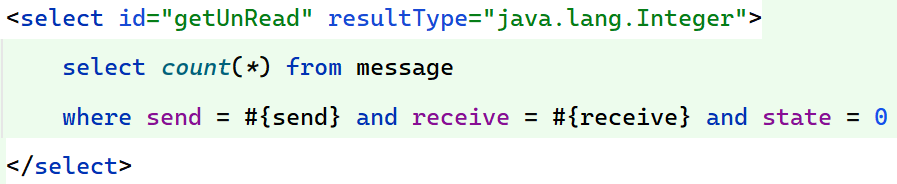 <select id="getUnRead" resultType="java.lang.Integer">
select count(*) from message
where send = #{send} and receive = #{receive} and state = 0
</select>